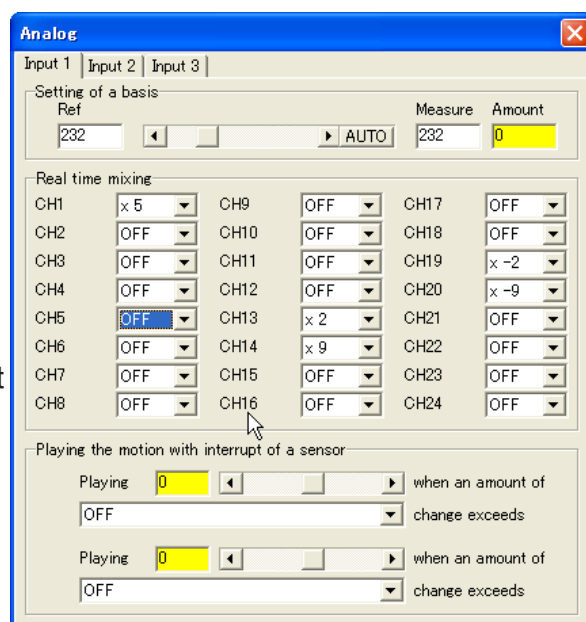 Analog
Input 1 Input 2 Input 3
Setting of a basis
Ref Measure Amount
232 AUTO 232 0
Real time mixing
CH1 x 5 CH9 OFF CH17 OFF
CH2 OFF CH10 OFF CH18 OFF
CH3 OFF CH11 OFF CH19 x -2
CH4 OFF CH12 OFF CH20 x -9
CH5 OFF CH13 x 2 CH21 OFF
CH6 OFF CH14 x 9 CH22 OFF
t CH7 OFF CH15 OFF CH23 OFF
CH8 OFF CH16 OFF CH24 OFF
Playing the motion with interrupt of a sensor
Playing 0 when an amount of
OFF change exceeds
Playing 0 when an amount of
OFF change exceeds